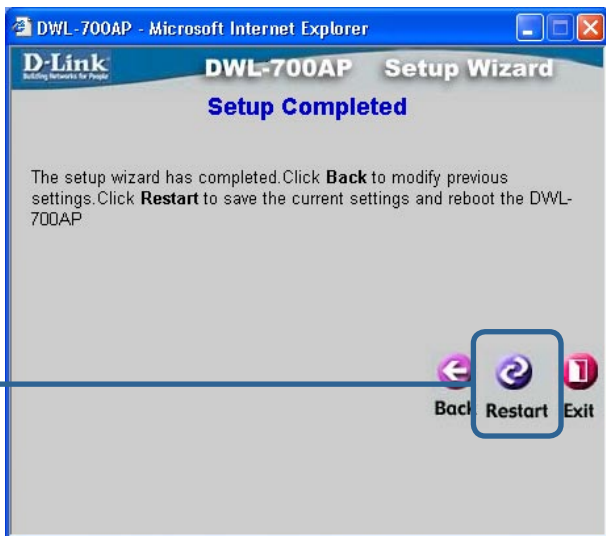 DWL-700AP - Microsoft Internet Explorer
D-Link
Building Networks for People
DWL-700AP Setup Wizard
Setup Completed
The setup wizard has completed.Click Back to modify previous
settings.Click Restart to save the current settings and reboot the DWL-
700AP
Back Restart Exit